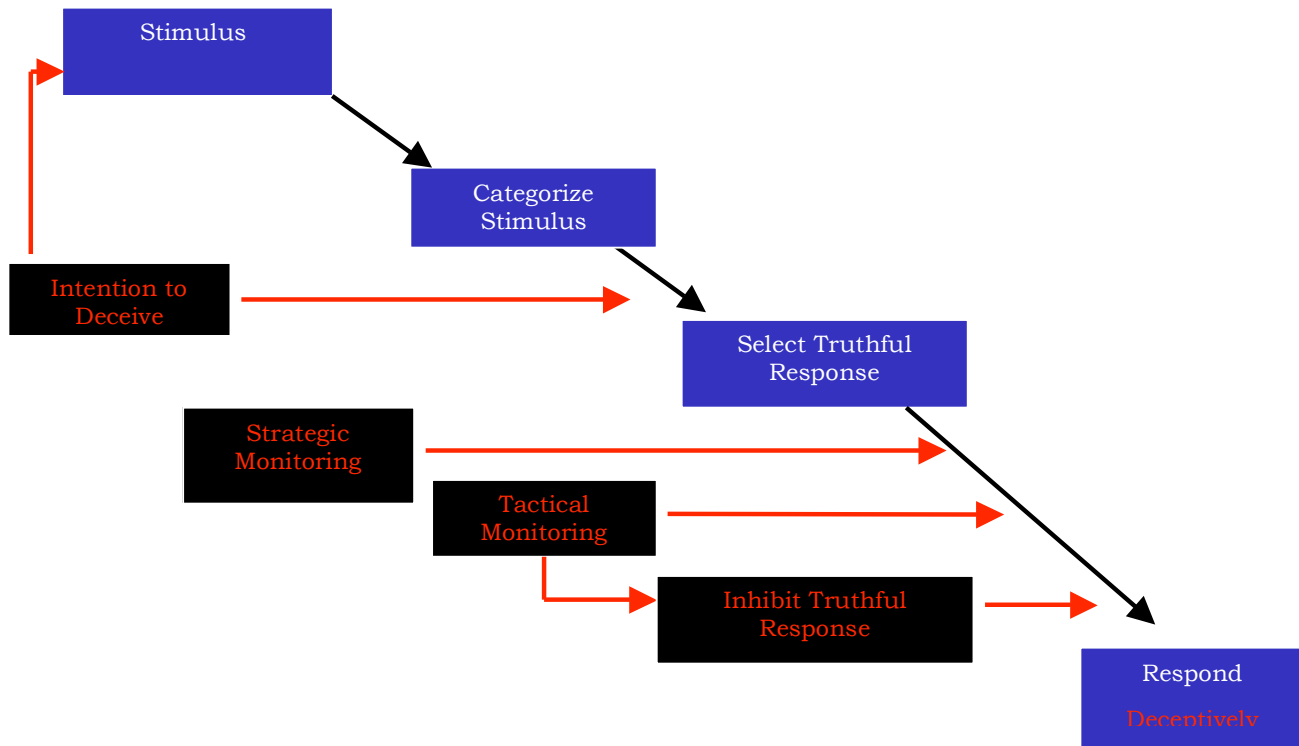 Stimulus
Categorize
Stimulus
Intention to
Deceive
Select Truthful
Response
Strategic
Monitoring
Tactical
Monitoring
Inhibit Truthful
Response
Respond
Deceptively